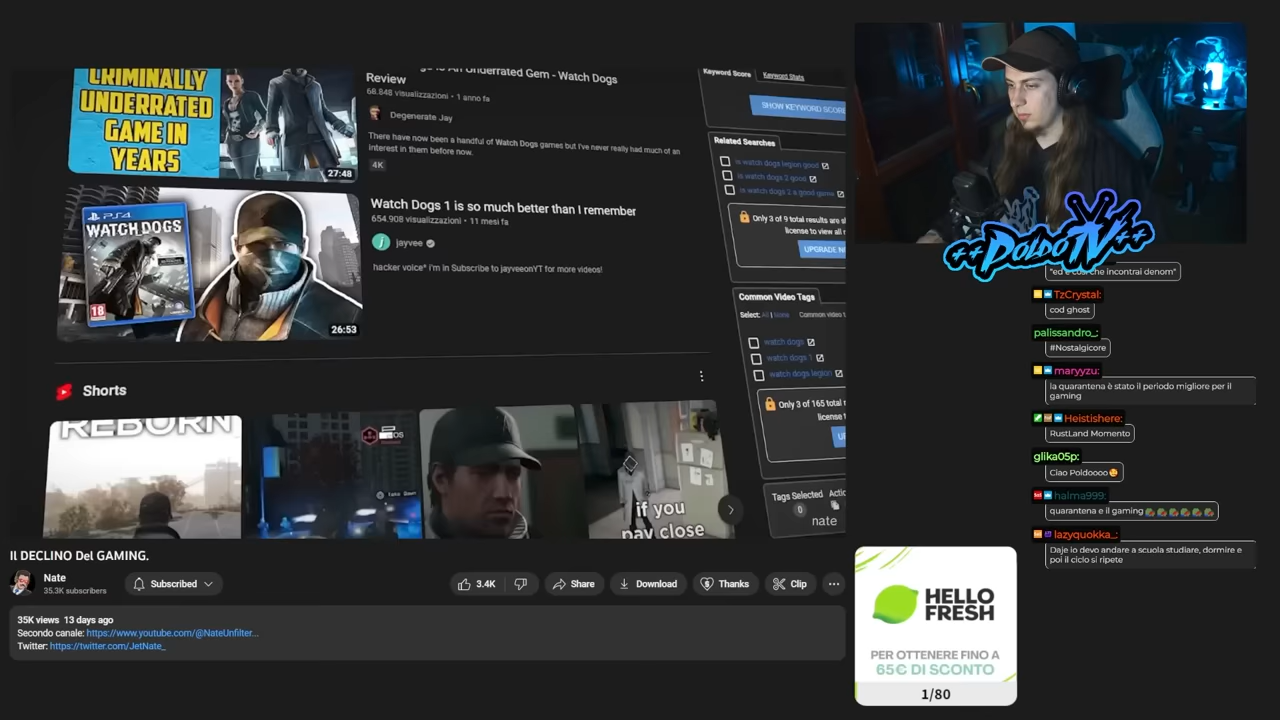 CRIMINALLY
UNDERRATED
GAME IN
YEARS
27:48
An Underrated Gem - Watch Dogs
Review
66.848 visualizzazioni • 1 anno fa
Degenerate Jay
There have now been a handful of Watch Dogs games but I've never really had much of an
interest in them before now.
4K
PS4
WATCH DOGS
18
26:53
Watch Dogs 1 is so much better than I remember
654.908 visualizzazioni • 11 mesi fa
j
jayvee
hacker voice* i'm in Subscribe to jayveeonYT for more videos!
Shorts
REBORN
if you
pay close
Keyword Score
Keyword Stats
SHOW KEYWORD SCORE
Related Searches
is watch dogs legion good
is watch dogs 2 good
is watch dogs 2 a good game
Only 3 of 9 total results are s
license to view all r
UPGRADE N
Common Video Tags
Select: All | None
Common video t
watch dogs
watch dogs 1
watch dogs legion
Only 3 of 165 total r
license t
Tags Selected
0
nate
Il DECLINO Del GAMING.
Nate
35.3K subscribers
Subscribed
3.4K
Share
Download
Thanks
Clip
35K views 13 days ago
Secondo canale: https://www.youtube.com/@NateUnfilter...
Twitter: https://twitter.com/JetNate_
++POLDOTV++
"ed è così che incontrai denom"
TzCrystal:
cod ghost
palissandro_:
#Nostalgicore
maryyzu:
la quarantena è stato il periodo migliore per il
gaming
Heistishere:
RustLand Momento
glika05p:
Ciao Poldoooo🥰
halma999:
quarantena e il gaming
lazyquokka_:
Daje io devo andare a scuola studiare, dormire e
poi il ciclo si ripete
HELLO
FRESH
PER OTTENERE FINO A
65€ DI SCONTO
1/80